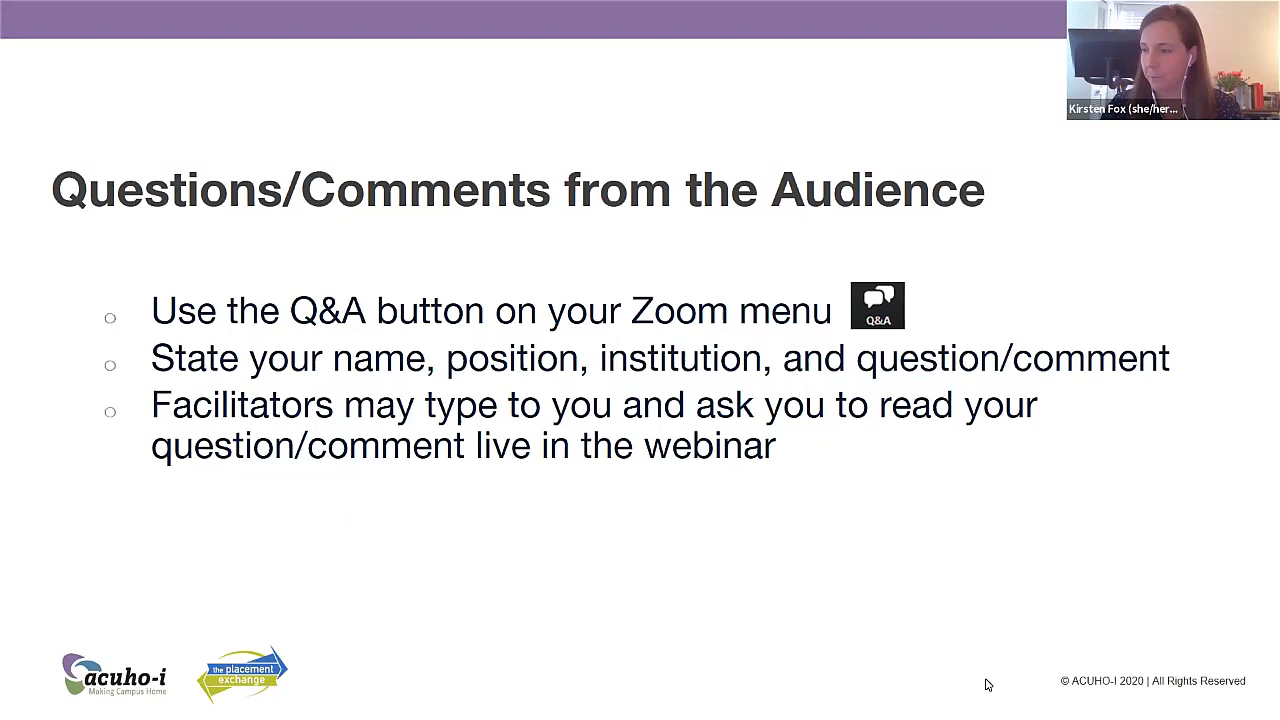 Kirsten Fox (she/her...
Questions/Comments from the Audience
Use the Q&A button on your Zoom menu
Q&A
State your name, position, institution, and question/comment
Facilitators may type to you and ask you to read your
question/comment live in the webinar
acuho-i
Making Campus Home
the placement
exchange
© ACUHO-I 2020 | All Rights Reserved